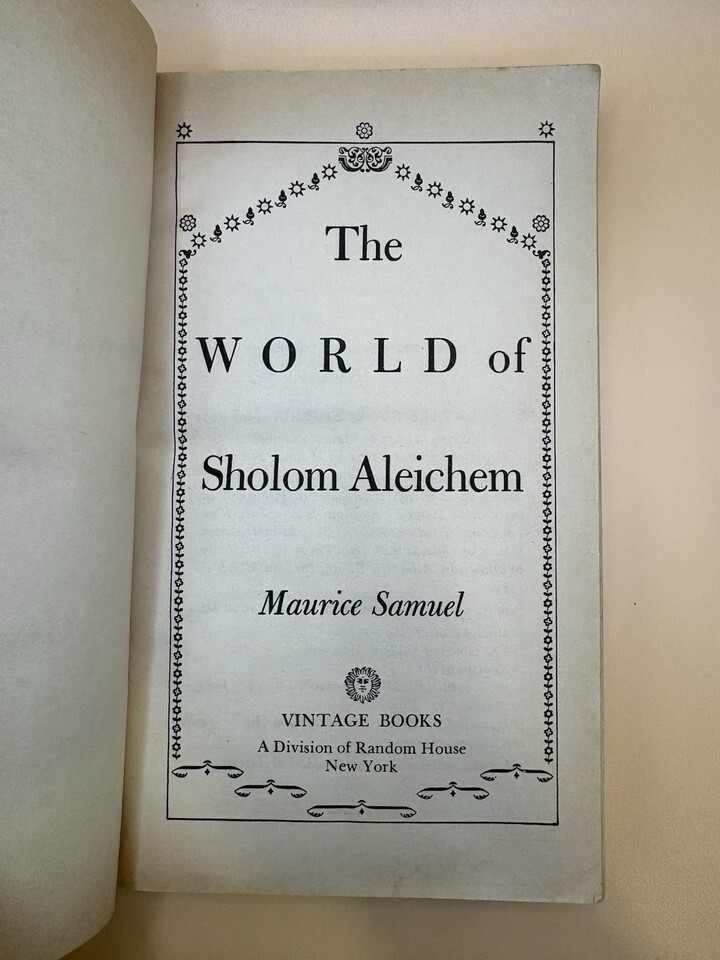 The
WORLD of
Sholom Aleichem
Maurice Samuel
VINTAGE BOOKS
A Division of Random House
New York